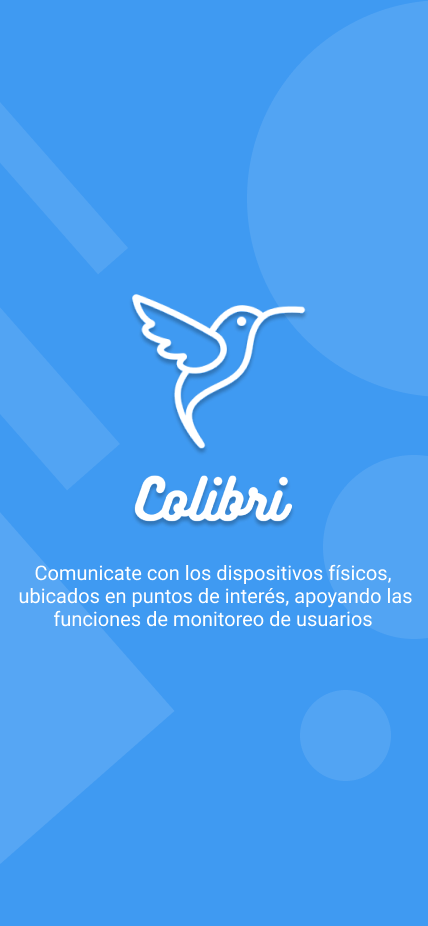 Colibri
Comunicate con los dispositivos físicos,
ubicados en puntos de interés, apoyando las
funciones de monitoreo de usuarios